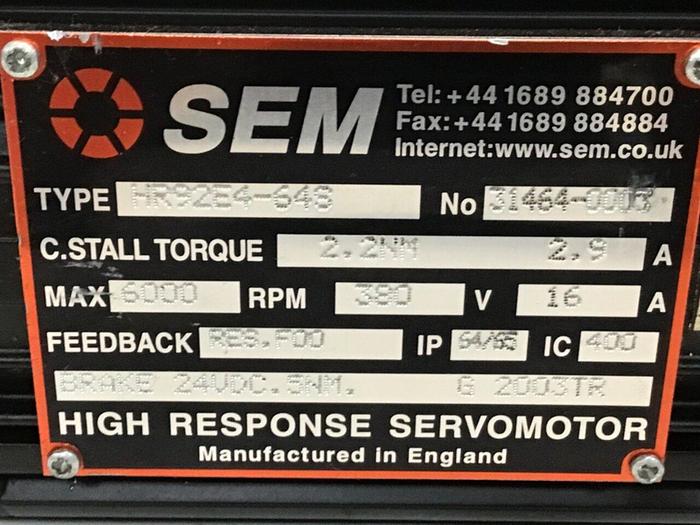 SEM
Tel: +44 1689 884700
Fax: +44 1689 884884
Internet: www.sem.co.uk
TYPE HR92E4-64S No 31464-0003
C.STALL TORQUE 2.2NM 2.9 A
MAX 6000 RPM 380 V 16 A
FEEDBACK RES.F00 IP 64/65 IC 400
BRAKE 24VDC.5NM. G 2003TR
HIGH RESPONSE SERVOMOTOR
Manufactured in England